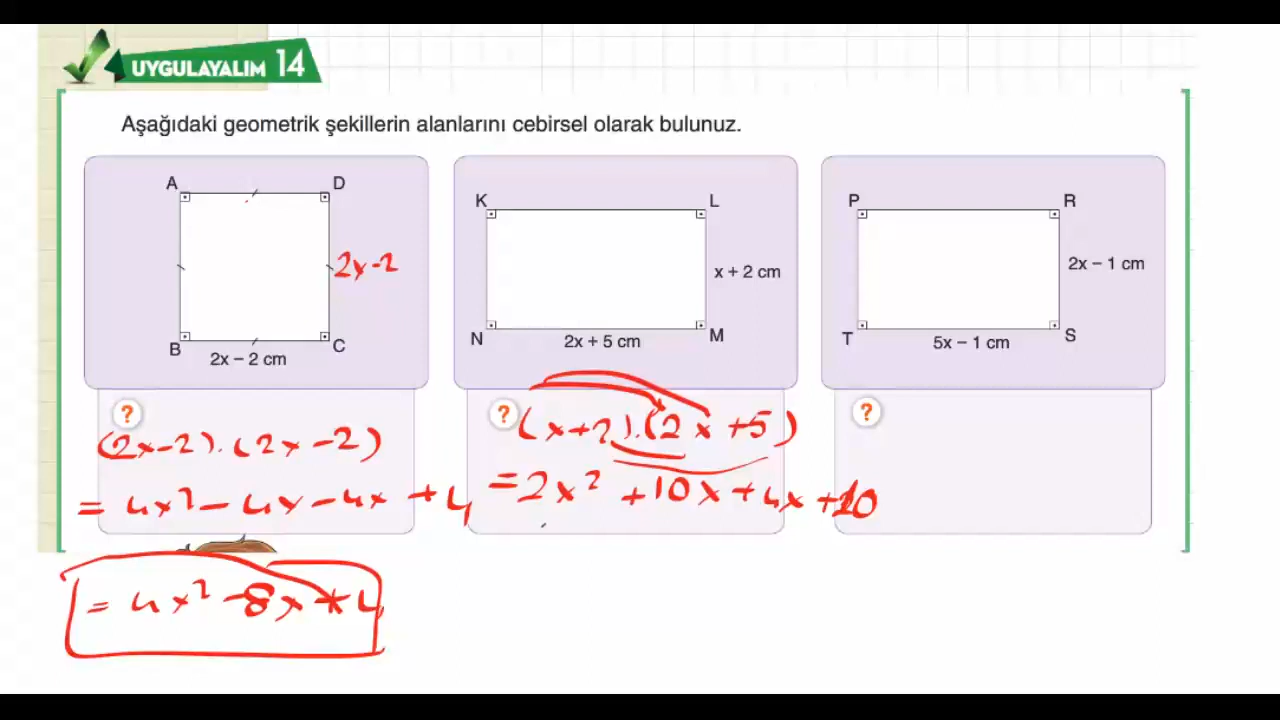 UYGULAYALIM 14
Aşağıdaki geometrik şekillerin alanlarını cebirsel olarak bulunuz.
A D
2x-2
B C
2x – 2 cm
K L
x + 2 cm
N M
2x + 5 cm
P R
2x – 1 cm
T S
5x – 1 cm
?
(2x-2).(2x-2)
= 4x² - 4x - 4x + 4
= 4x² - 8x + 4
?
(x+2).(2x+5)
= 2x² + 10x + 4x + 10
?